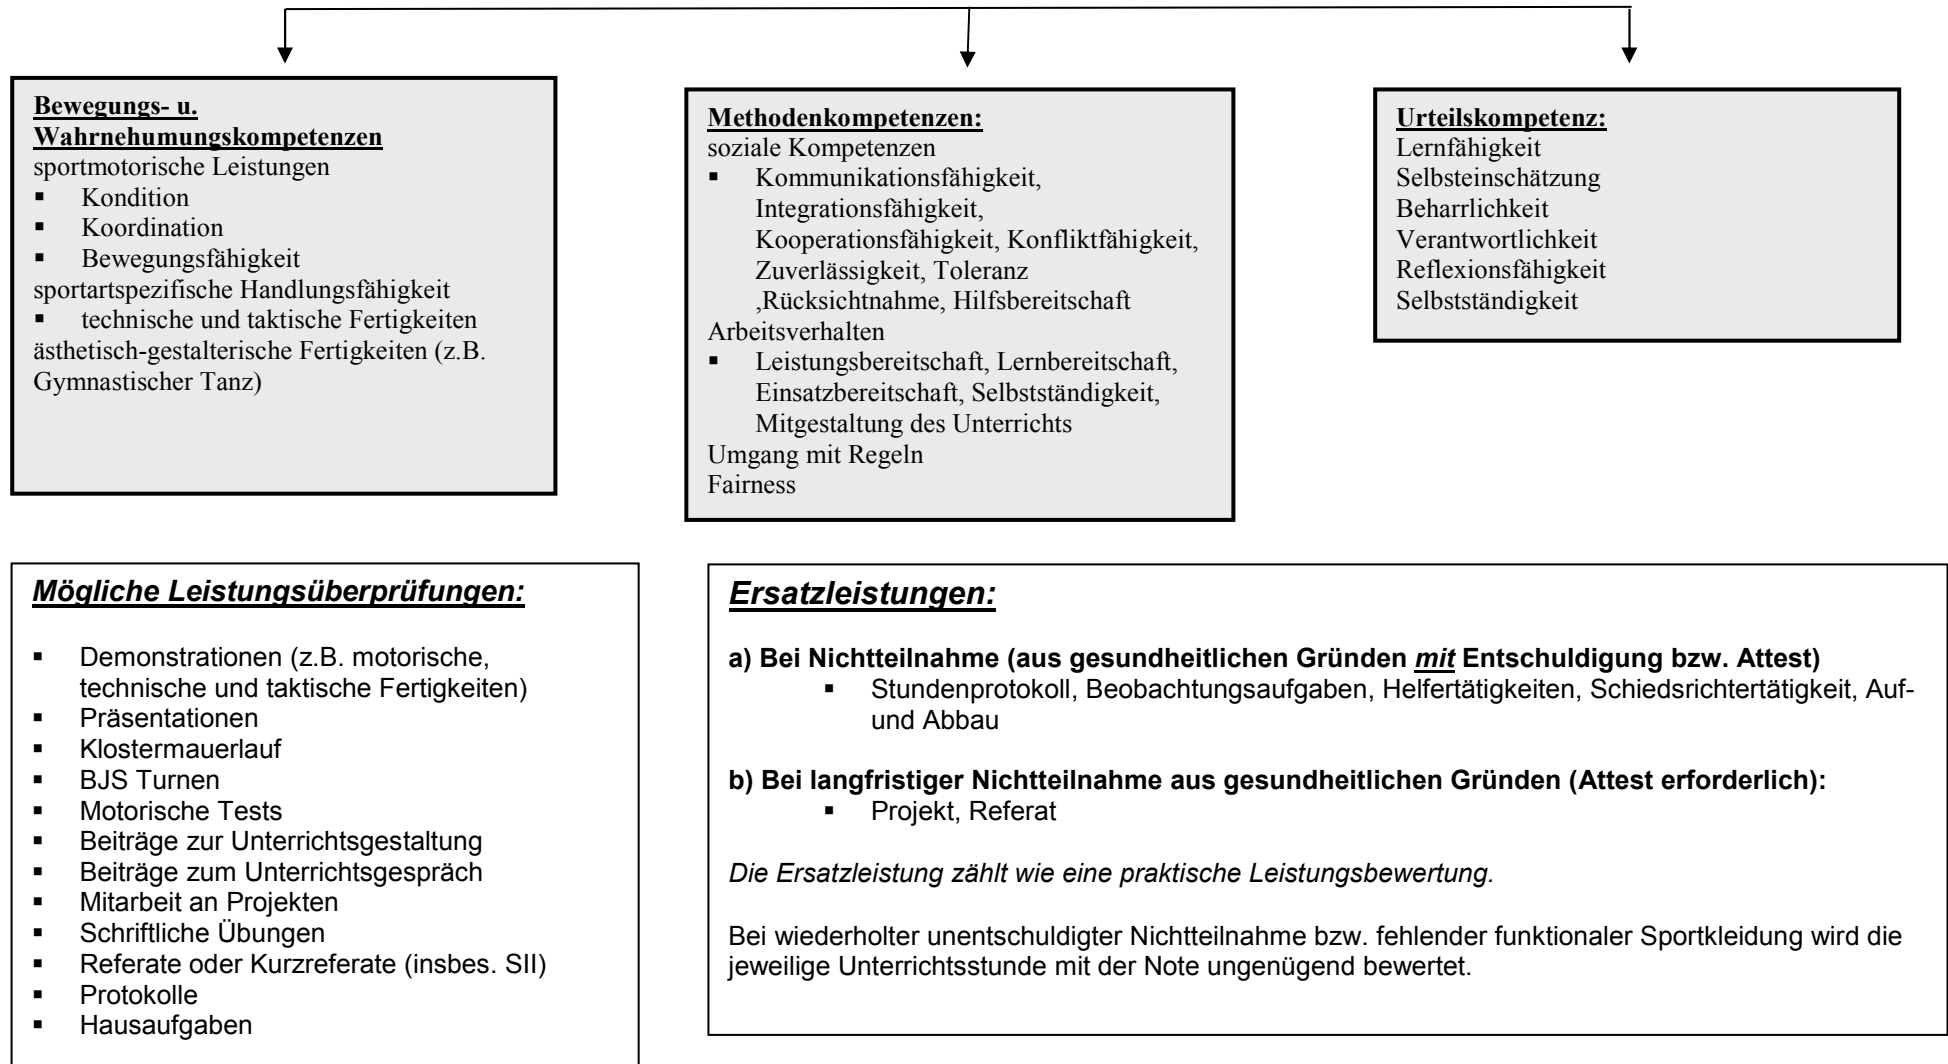 Bewegungs- u.
Wahrnehumungskompetenzen
sportmotorische Leistungen
▪ Kondition
▪ Koordination
▪ Bewegungsfähigkeit
sportartspezifische Handlungsfähigkeit
▪ technische und taktische Fertigkeiten
ästhetisch-gestalterische Fertigkeiten (z.B.
Gymnastischer Tanz)
Methodenkompetenzen:
soziale Kompetenzen
▪ Kommunikationsfähigkeit,
Integrationsfähigkeit,
Kooperationsfähigkeit, Konfliktfähigkeit,
Zuverlässigkeit, Toleranz
,Rücksichtnahme, Hilfsbereitschaft
Arbeitsverhalten
▪ Leistungsbereitschaft, Lernbereitschaft,
Einsatzbereitschaft, Selbstständigkeit,
Mitgestaltung des Unterrichts
Umgang mit Regeln
Fairness
Urteilskompetenz:
Lernfähigkeit
Selbsteinschätzung
Beharrlichkeit
Verantwortlichkeit
Reflexionsfähigkeit
Selbstständigkeit
Mögliche Leistungsüberprüfungen:
▪ Demonstrationen (z.B. motorische,
technische und taktische Fertigkeiten)
▪ Präsentationen
▪ Klostermauerlauf
▪ BJS Turnen
▪ Motorische Tests
▪ Beiträge zur Unterrichtsgestaltung
▪ Beiträge zum Unterrichtsgespräch
▪ Mitarbeit an Projekten
▪ Schriftliche Übungen
▪ Referate oder Kurzreferate (insbes. SII)
▪ Protokolle
▪ Hausaufgaben
Ersatzleistungen:
a) Bei Nichtteilnahme (aus gesundheitlichen Gründen mit Entschuldigung bzw. Attest)
▪ Stundenprotokoll, Beobachtungsaufgaben, Helfertätigkeiten, Schiedsrichtertätigkeit, Auf-
und Abbau
b) Bei langfristiger Nichtteilnahme aus gesundheitlichen Gründen (Attest erforderlich):
▪ Projekt, Referat
Die Ersatzleistung zählt wie eine praktische Leistungsbewertung.
Bei wiederholter unentschuldigter Nichtteilnahme bzw. fehlender funktionaler Sportkleidung wird die
jeweilige Unterrichtsstunde mit der Note ungenügend bewertet.